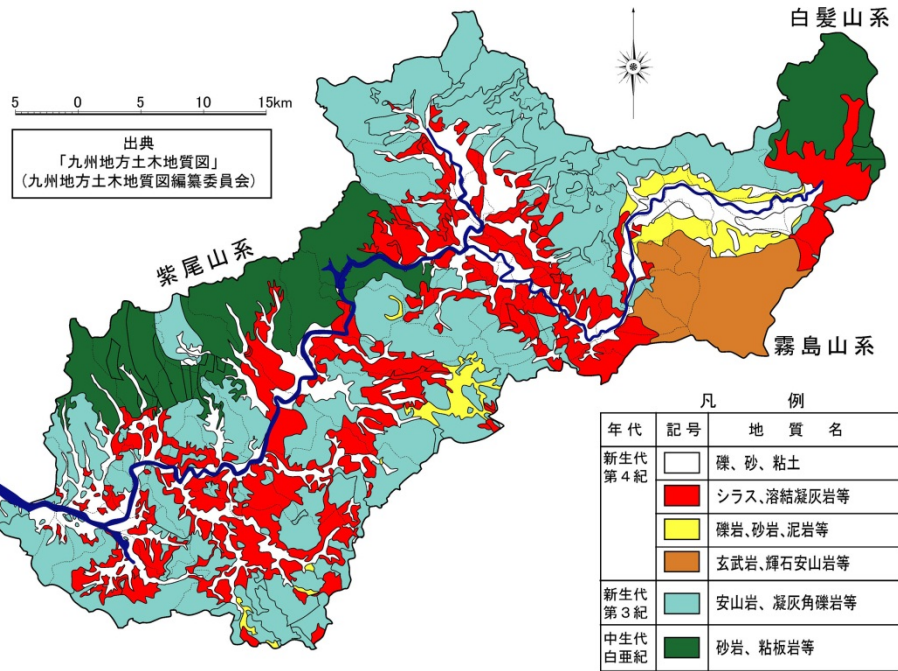 白髪山系
5 0 5 10 15km
出典
「九州地方土木地質図」
（九州地方土木地質図編纂委員会）
紫尾山系
霧島山系
凡 例
年代 記号 地質名
新生代
第4紀
礫、砂、粘土
シラス、溶結凝灰岩等
礫岩、砂岩、泥岩等
玄武岩、輝石安山岩等
新生代
第3紀
安山岩、凝灰角礫岩等
中生代
白亜紀
砂岩、粘板岩等